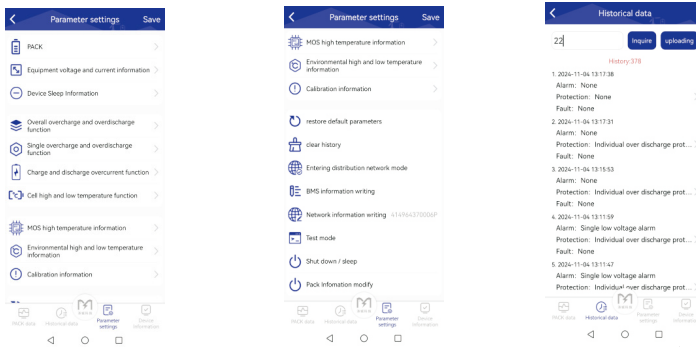 Parameter settings
Save
PACK
Equipment voltage and current information
Device Sleep Information
Overall overcharge and overdischarge
function
Single overcharge and overdischarge
function
Charge and discharge overcurrent function
Cell high and low temperature function
MOS high temperature information
Environmental high and low temperature
information
Calibration information
PACK data
Historical data
Parameter
settings
Device
information
Parameter settings
Save
MOS high temperature information
Environmental high and low temperature
information
Calibration information
restore default parameters
clear history
Entering distribution network mode
BMS information writing
Network information writing
Test mode
Shut down / sleep
Pack Infomation modify
PACK data
Historical data
Parameter
settings
Device
information
Historical data
22
Inquire
uploading
History 378
1. 2024-11-04 13:17:38
Alarm: None
Protection: None
Fault: None
2. 2024-11-04 13:17:31
Alarm: None
Protection: Individual over discharge prot...
Fault: None
3. 2024-11-04 13:15:53
Alarm: None
Protection: Individual over discharge prot...
Fault: None
4. 2024-11-04 13:11:59
Alarm: Single low voltage alarm
Protection: Individual over discharge prot...
Fault: None
5. 2024-11-04 13:11:47
Alarm: Single low voltage alarm
Protection: Individual over discharge prot...
PACK data
Historical data
Parameter
settings
Device